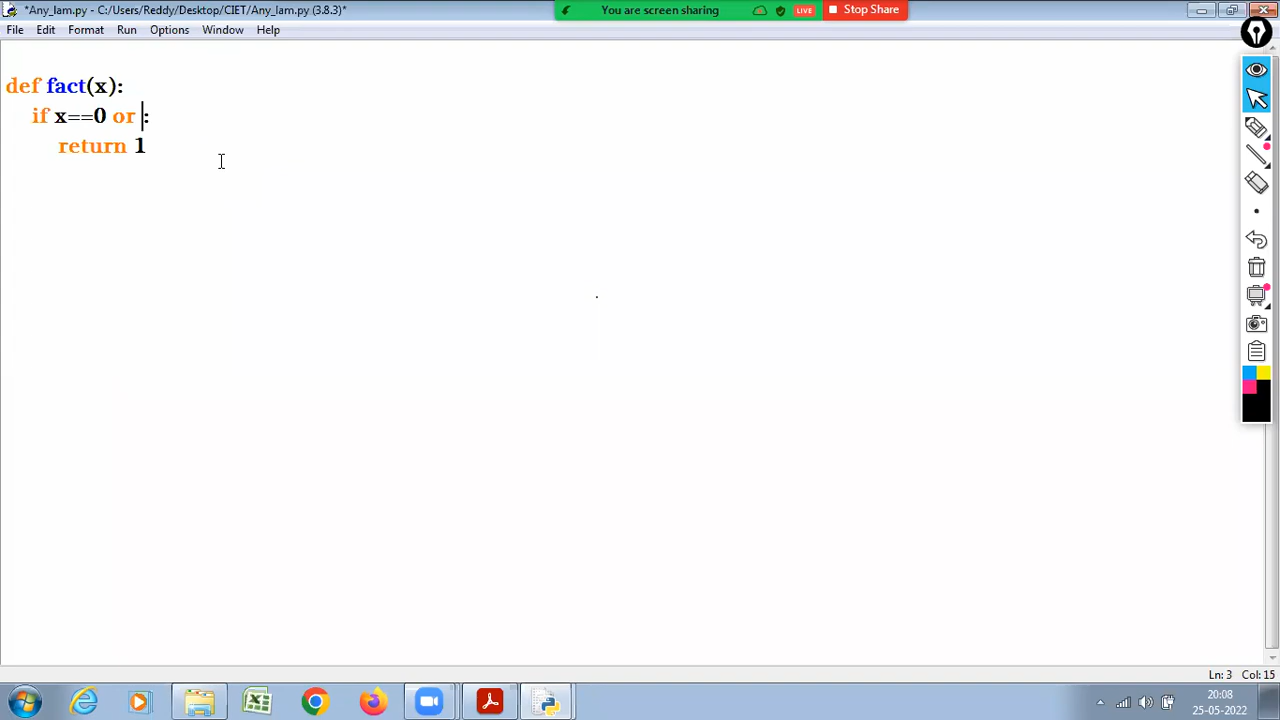 *Any_lam.py - C:/Users/Reddy/Desktop/CIET/Any_lam.py (3.8.3)*
You are screen sharing LIVE Stop Share
File Edit Format Run Options Window Help
def fact(x):
if x==0 or :
return 1
Ln: 3 Col: 15
20:08
25-05-2022